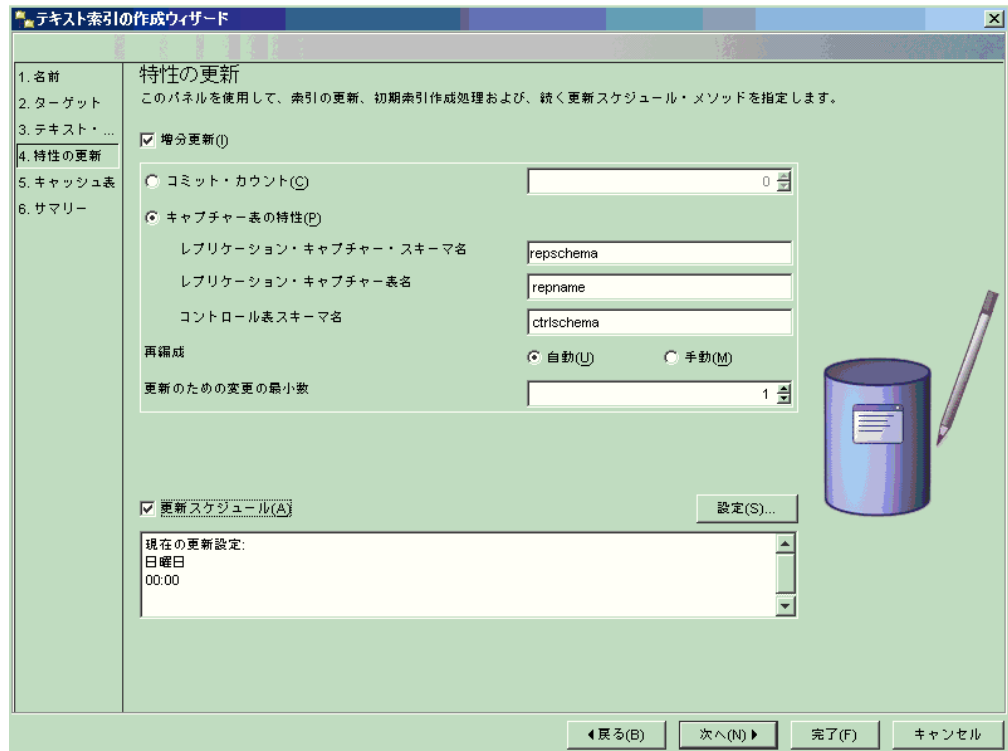 テキスト索引の作成ウィザード
1.名前
2.ターゲット
3.テキスト・...
4.特性の更新
5.キャッシュ表
6.サマリー
特性の更新
このパネルを使用して、索引の更新、初期索引作成処理および、続く更新スケジュール・メソッドを指定します。
増分更新(I)
コミット・カウント(C) 0
キャプチャー表の特性(P)
レプリケーション・キャプチャー・スキーマ名 repschema
レプリケーション・キャプチャー表名 repname
コントロール表スキーマ名 ctrlschema
再編成 自動(U) 手動(M)
更新のための変更の最小数 1
更新スケジュール(A) 設定(S)...
現在の更新設定:
日曜日
00:00
戻る(B) 次へ(N) 完了(F) キャンセル